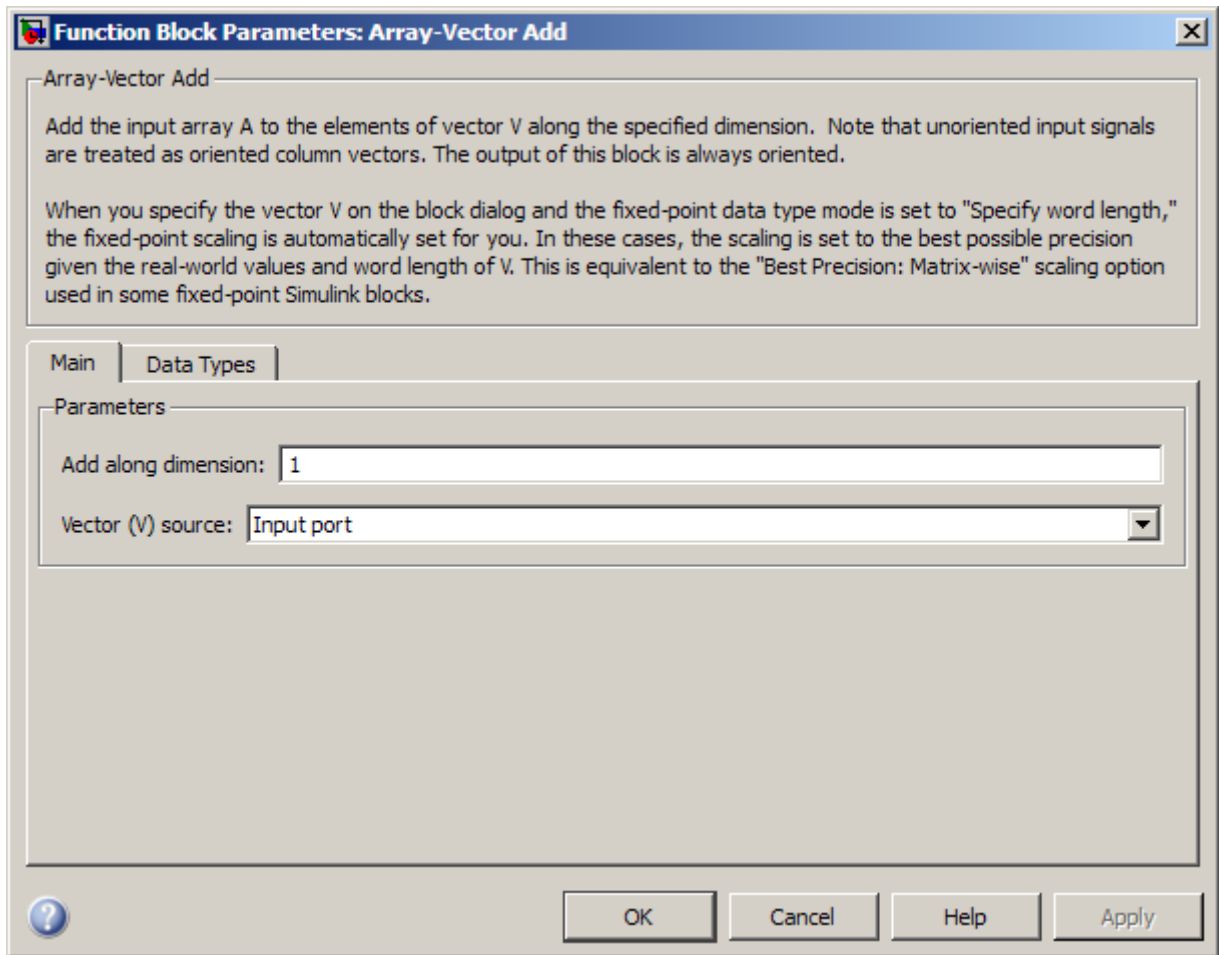 Function Block Parameters: Array-Vector Add
Array-Vector Add
Add the input array A to the elements of vector V along the specified dimension.  Note that unoriented input signals
are treated as oriented column vectors. The output of this block is always oriented.
When you specify the vector V on the block dialog and the fixed-point data type mode is set to "Specify word length,"
the fixed-point scaling is automatically set for you. In these cases, the scaling is set to the best possible precision
given the real-world values and word length of V. This is equivalent to the "Best Precision: Matrix-wise" scaling option
used in some fixed-point Simulink blocks.
Main Data Types
Parameters
Add along dimension: 1
Vector (V) source: Input port
OK Cancel Help Apply